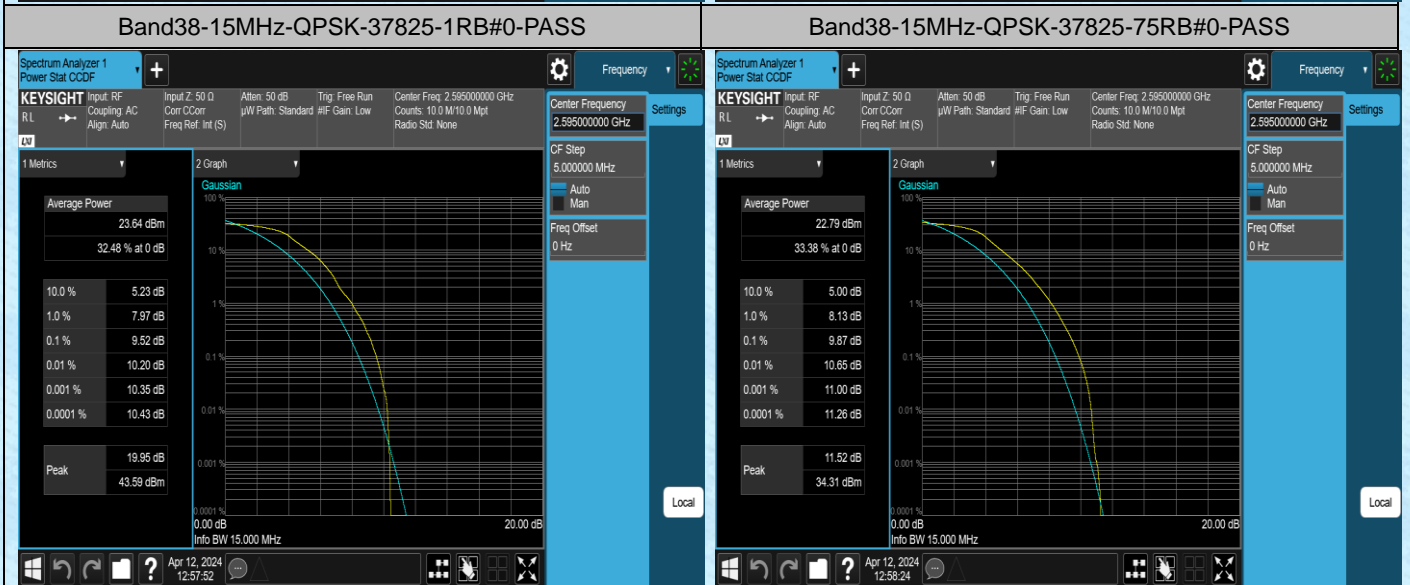 Band38-15MHz-QPSK-37825-1RB#0-PASS
Spectrum Analyzer 1
Power Stat CCDF
Frequency
KEYSIGHT
RL
LXI
Input: RF
Coupling: AC
Align: Auto
Input Z: 50 Ω
Corr CCorr
Freq Ref: Int (S)
Atten: 50 dB
µW Path: Standard
Trig: Free Run
#IF Gain: Low
Center Freq: 2.595000000 GHz
Counts: 10.0 M/10.0 Mpt
Radio Std: None
Center Frequency
2.595000000 GHz
Settings
CF Step
5.000000 MHz
Auto
Man
Freq Offset
0 Hz
Local
1 Metrics
Average Power
23.64 dBm
32.48 % at 0 dB
10.0 % 5.23 dB
1.0 % 7.97 dB
0.1 % 9.52 dB
0.01 % 10.20 dB
0.001 % 10.35 dB
0.0001 % 10.43 dB
Peak
19.95 dB
43.59 dBm
2 Graph
Gaussian
100 %
10 %
1 %
0.1 %
0.01 %
0.001 %
0.0001 %
0.00 dB 20.00 dB
Info BW 15.000 MHz
?
Apr 12, 2024
12:57:52
Band38-15MHz-QPSK-37825-75RB#0-PASS
Spectrum Analyzer 1
Power Stat CCDF
Frequency
KEYSIGHT
RL
LXI
Input: RF
Coupling: AC
Align: Auto
Input Z: 50 Ω
Corr CCorr
Freq Ref: Int (S)
Atten: 50 dB
µW Path: Standard
Trig: Free Run
#IF Gain: Low
Center Freq: 2.595000000 GHz
Counts: 10.0 M/10.0 Mpt
Radio Std: None
Center Frequency
2.595000000 GHz
Settings
CF Step
5.000000 MHz
Auto
Man
Freq Offset
0 Hz
Local
1 Metrics
Average Power
22.79 dBm
33.38 % at 0 dB
10.0 % 5.00 dB
1.0 % 8.13 dB
0.1 % 9.87 dB
0.01 % 10.65 dB
0.001 % 11.00 dB
0.0001 % 11.26 dB
Peak
11.52 dB
34.31 dBm
2 Graph
Gaussian
100 %
10 %
1 %
0.1 %
0.01 %
0.001 %
0.0001 %
0.00 dB 20.00 dB
Info BW 15.000 MHz
?
Apr 12, 2024
12:58:24